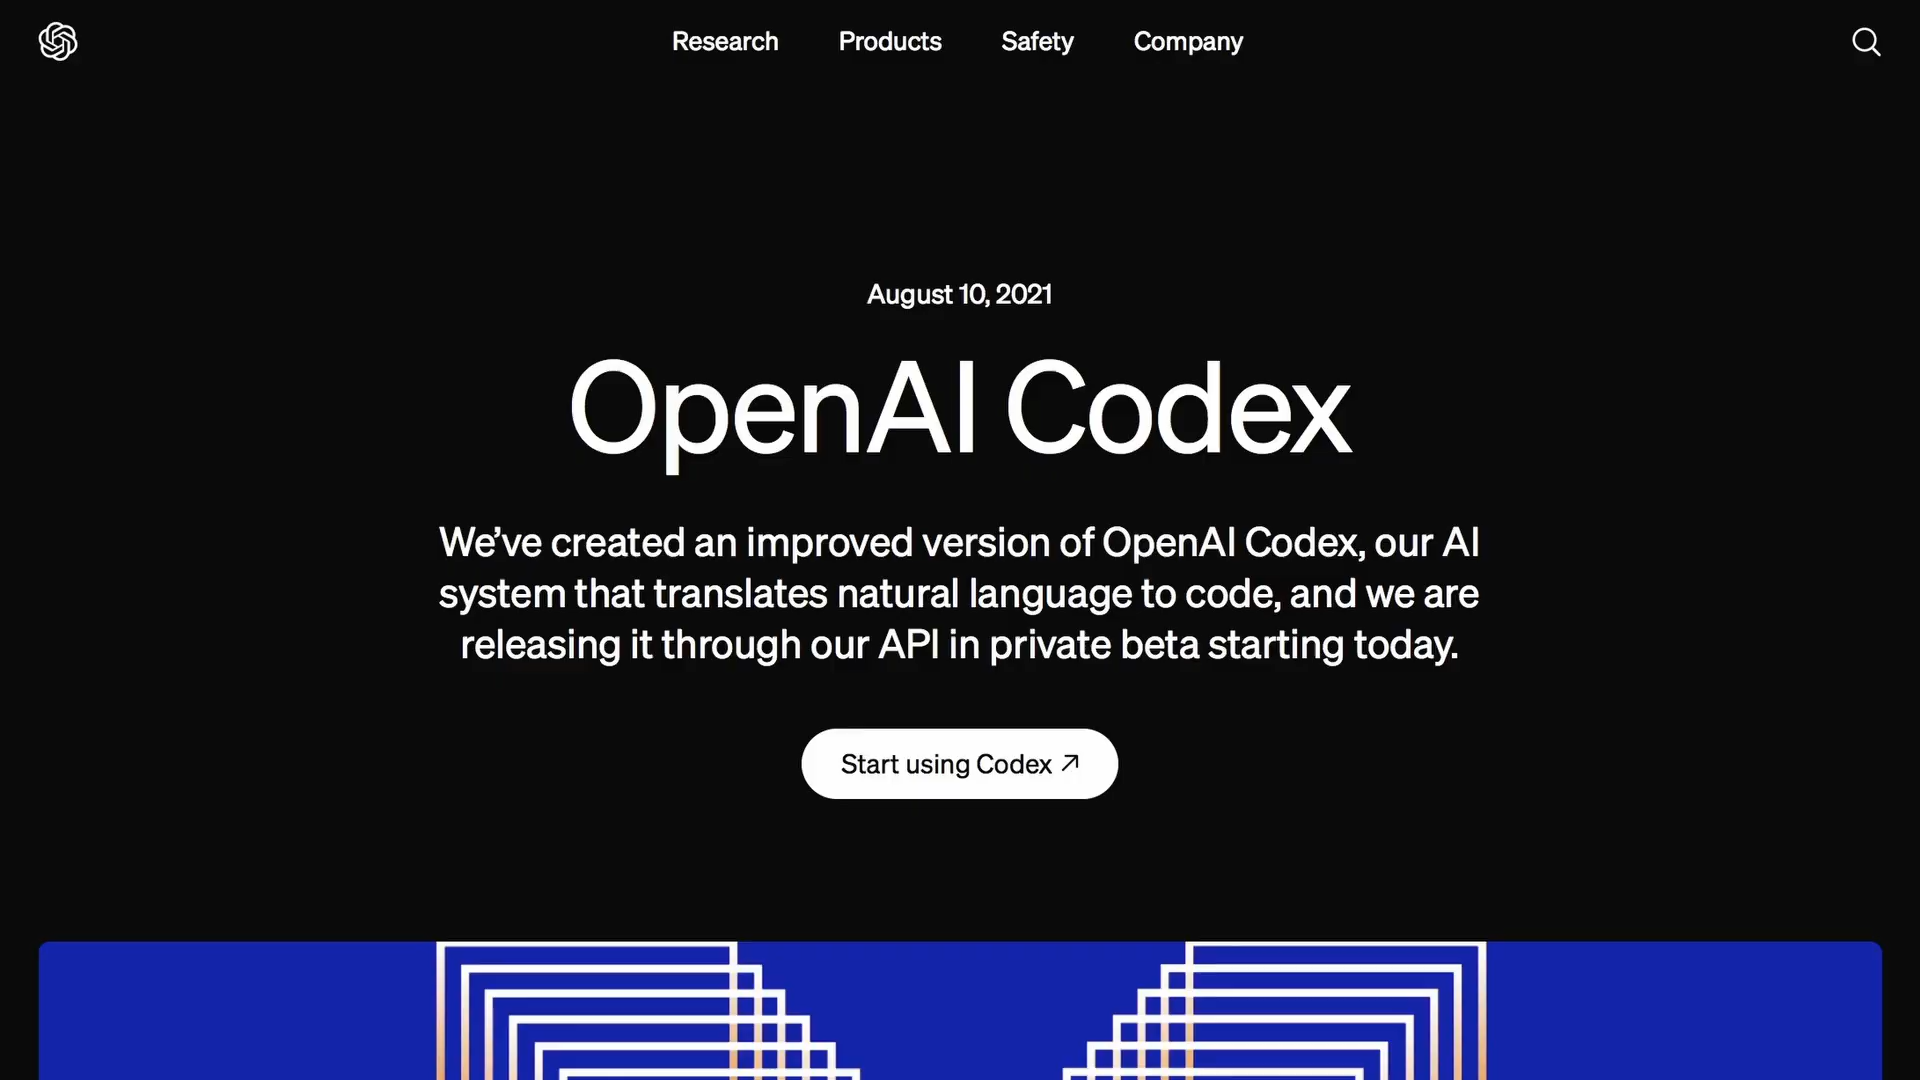 Research
Products
Safety
Company
August 10, 2021
OpenAI Codex
We’ve created an improved version of OpenAI Codex, our AI
system that translates natural language to code, and we are
releasing it through our API in private beta starting today.
Start using Codex ↗